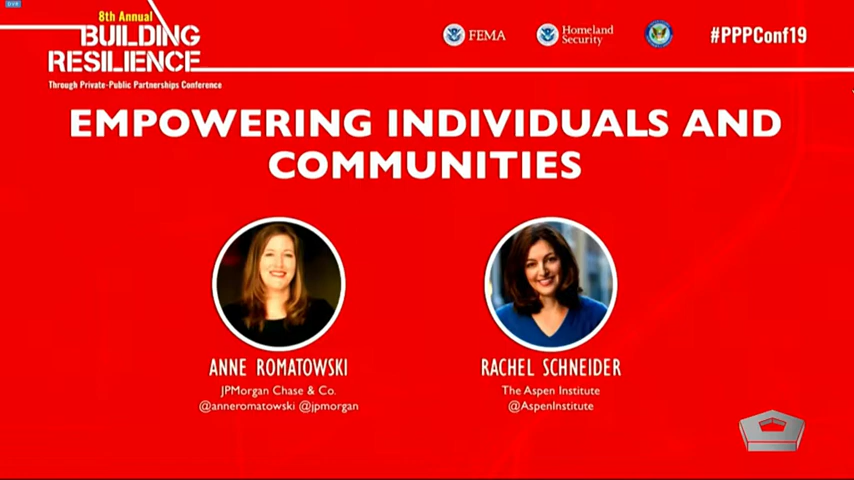 8th Annual
BUILDING
RESILIENCE
Through Private-Public Partnerships Conference
FEMA
Homeland
Security
#PPPConf19
EMPOWERING INDIVIDUALS AND
COMMUNITIES
ANNE ROMATOWSKI
JPMorgan Chase & Co.
@anneromatowski @jpmorgan
RACHEL SCHNEIDER
The Aspen Institute
@AspenInstitute